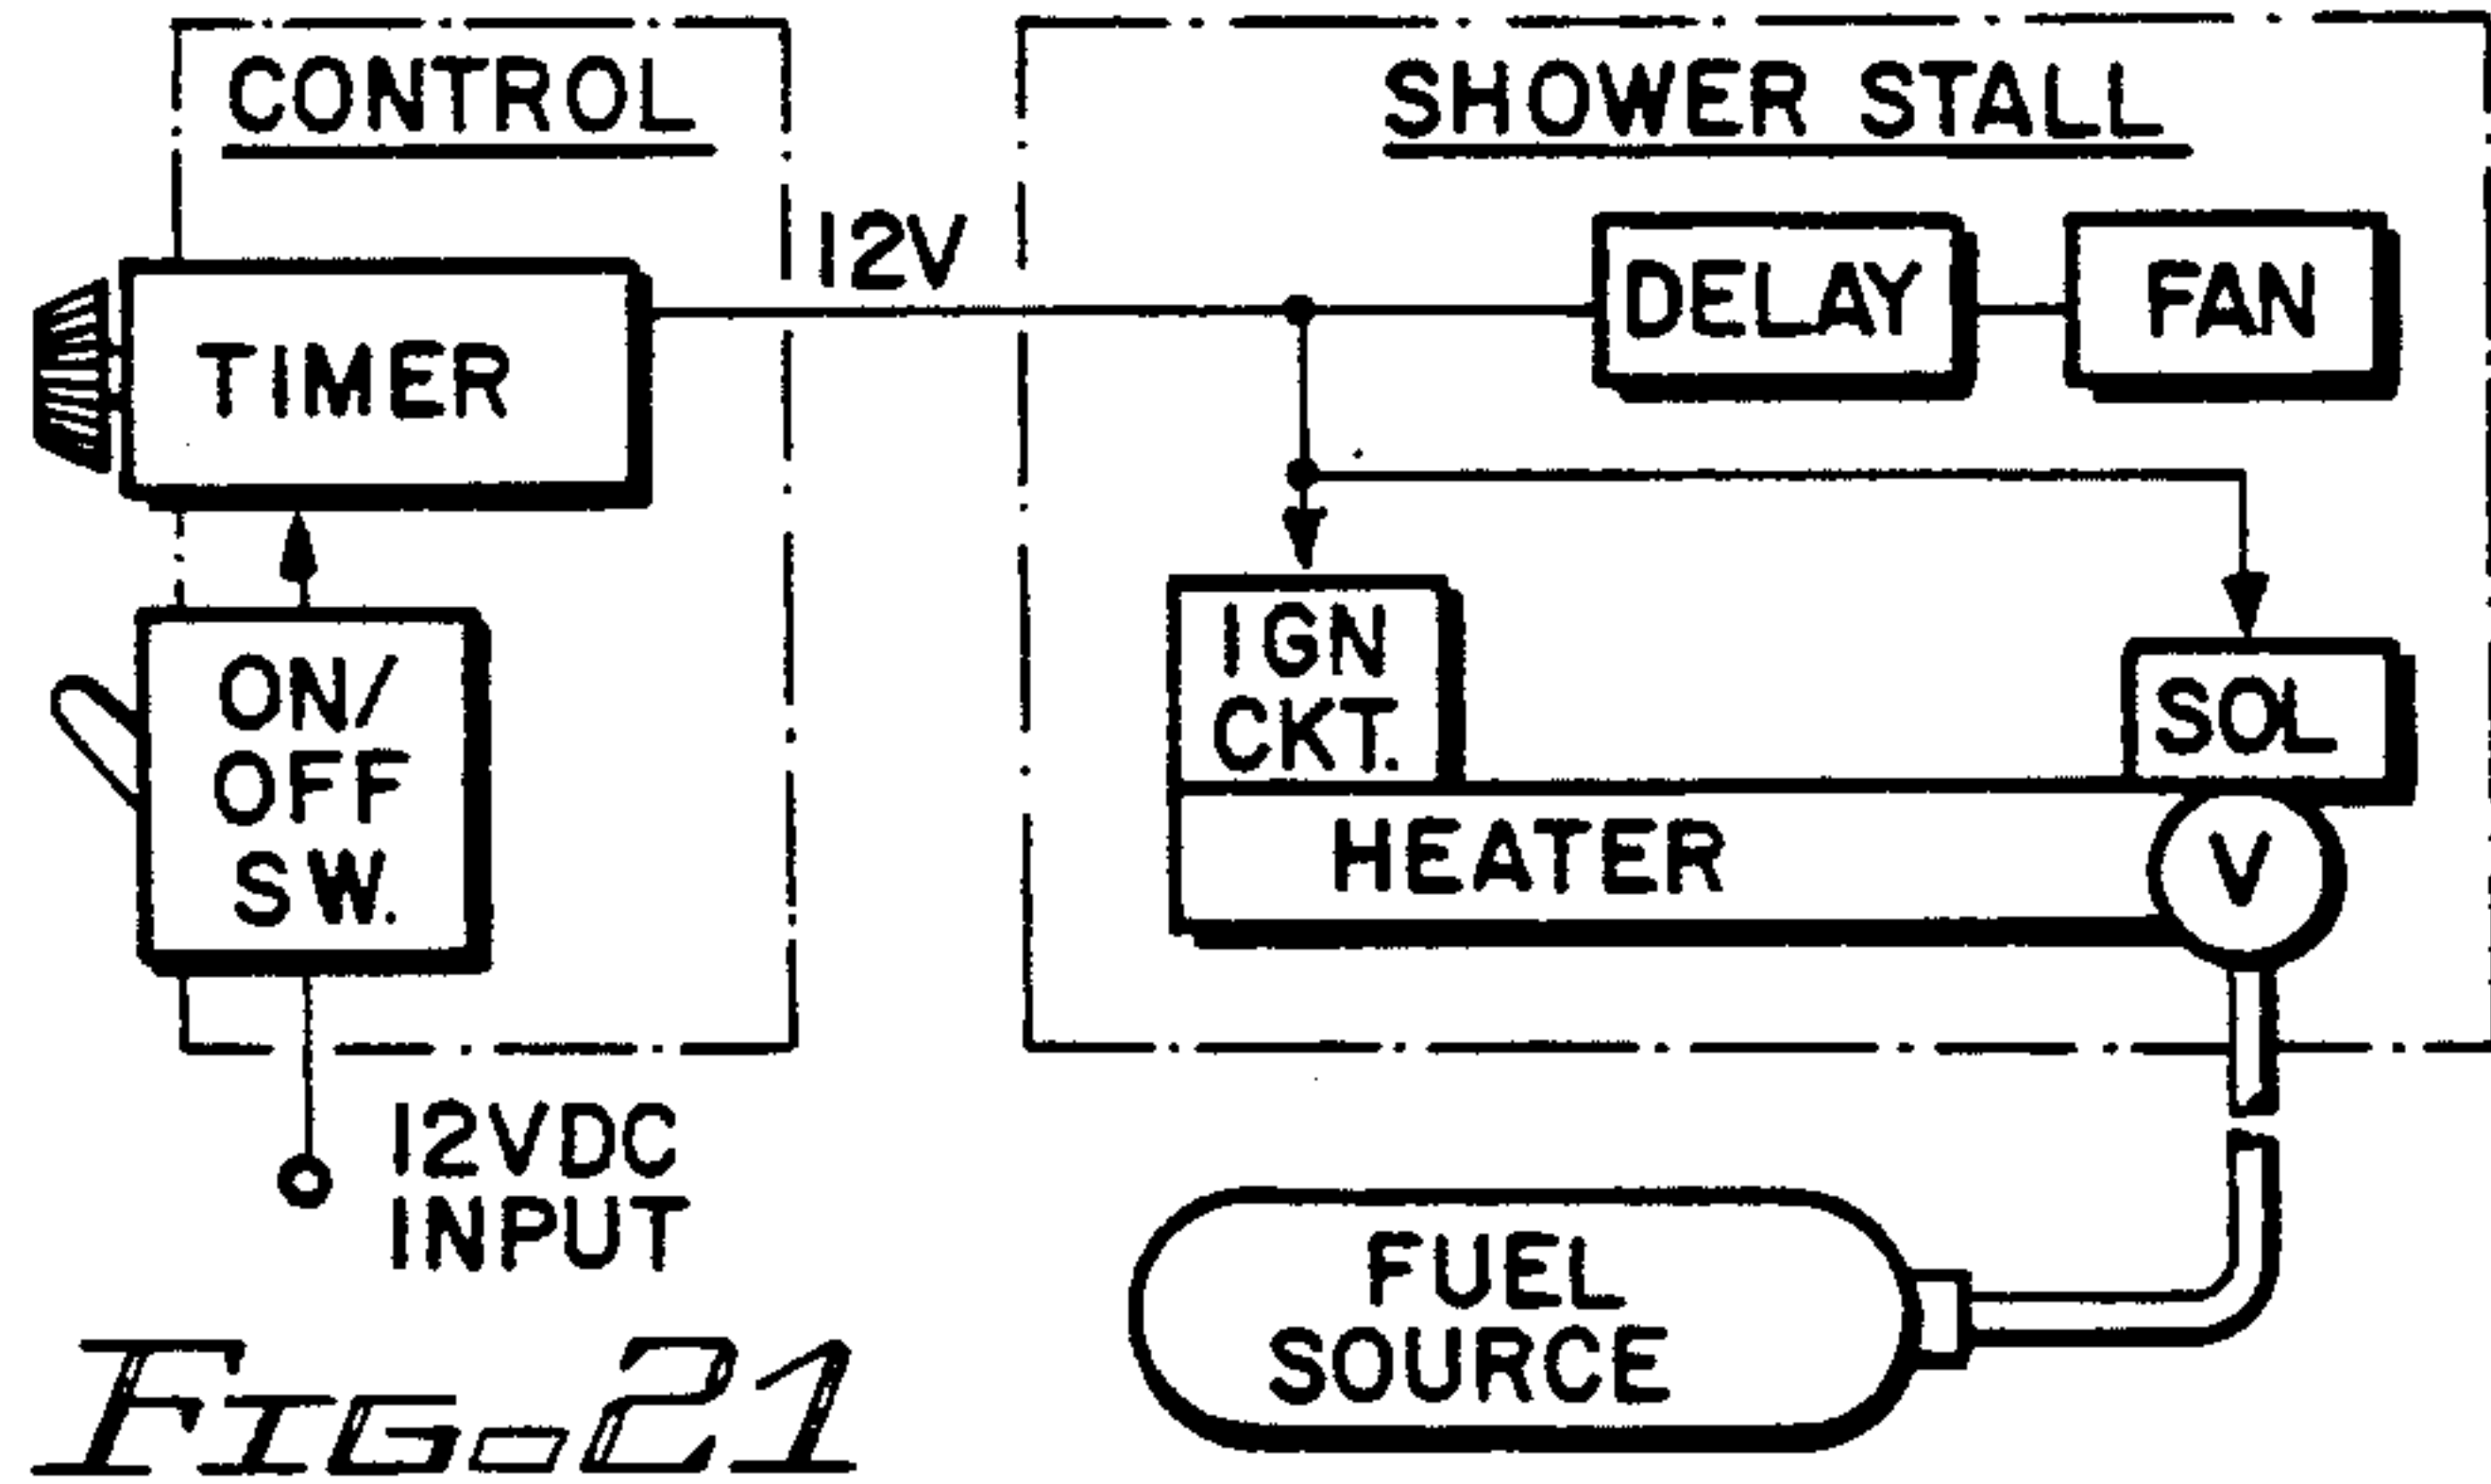 CONTROL
SHOWER STALL
12V
TIMER
DELAY
FAN
ON/
OFF
SW.
IGN
CKT.
SOL
HEATER
V
12VDC
INPUT
FUEL
SOURCE
FIG. 21